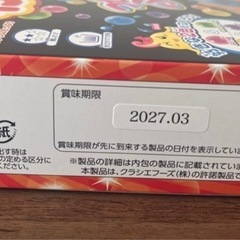 賞味期限
2027.03
賞味期限が先に到来する製品の日付を表示してい
※製品の詳細は内包の製品に記載されています
本製品は、クラシエフーズ(株)の許諾製品で
紙
出す時は
の定める区分に
ください。